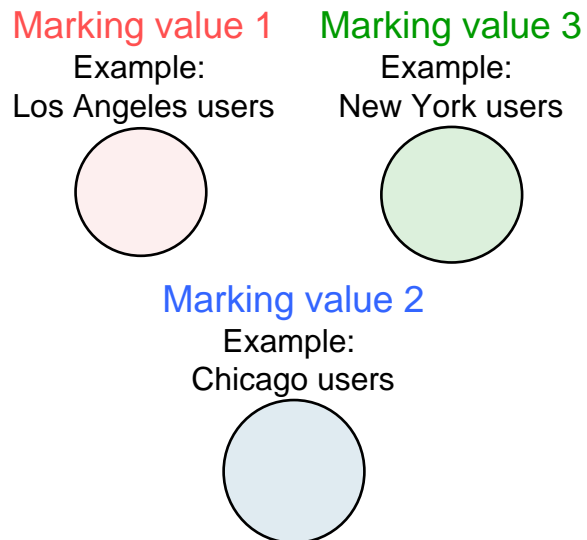 Marking value 1
Example:
Los Angeles users
Marking value 3
Example:
New York users
Marking value 2
Example:
Chicago users